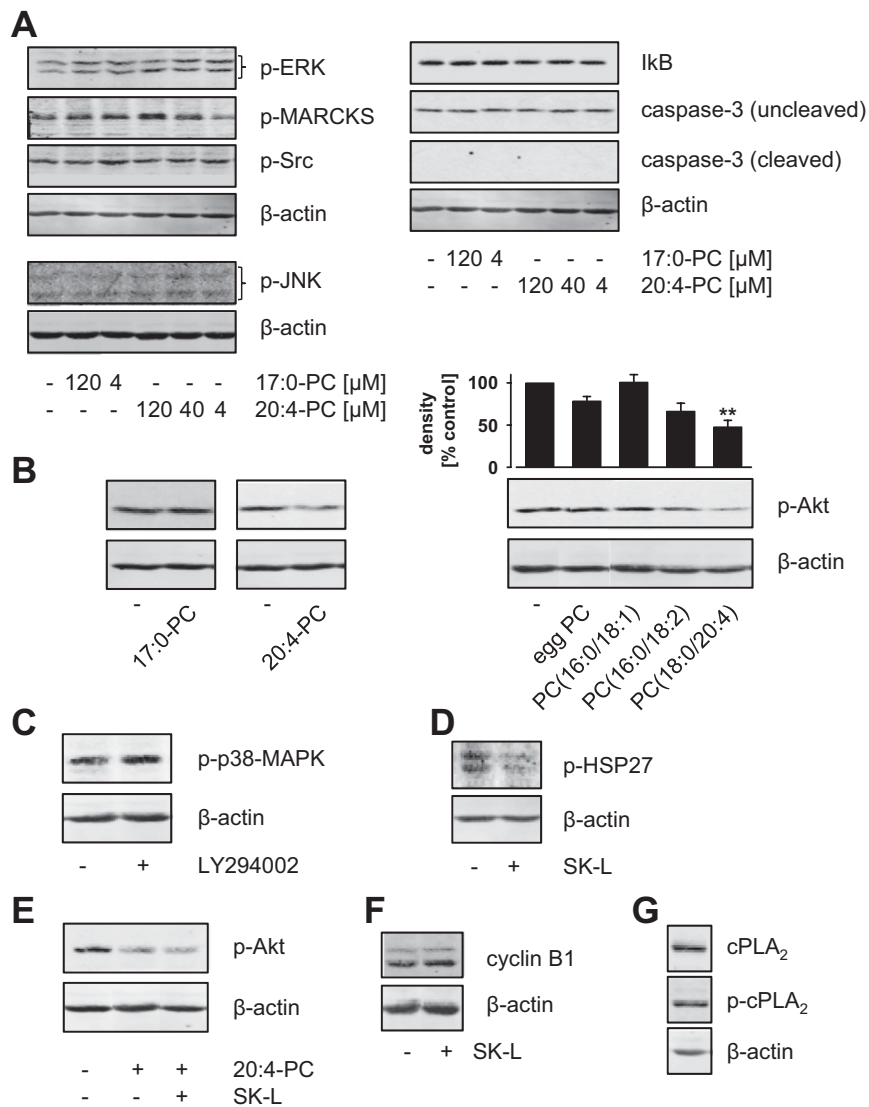 A
p-ERK
p-MARCKS
p-Src
β-actin
p-JNK
β-actin
- 120 4 - - - 17:0-PC [µM]
- - - 120 40 4 20:4-PC [µM]
IkB
caspase-3 (uncleaved)
caspase-3 (cleaved)
β-actin
- 120 4 - - - 17:0-PC [µM]
- - - 120 40 4 20:4-PC [µM]
B
- 17:0-PC - 20:4-PC
density
[% control]
100
50
0
**
p-Akt
β-actin
- egg PC PC(16:0/18:1) PC(16:0/18:2) PC(18:0/20:4)
C
p-p38-MAPK
β-actin
- + LY294002
D
p-HSP27
β-actin
- + SK-L
E
p-Akt
β-actin
- + + 20:4-PC
- - + SK-L
F
cyclin B1
β-actin
- + SK-L
G
cPLA₂
p-cPLA₂
β-actin